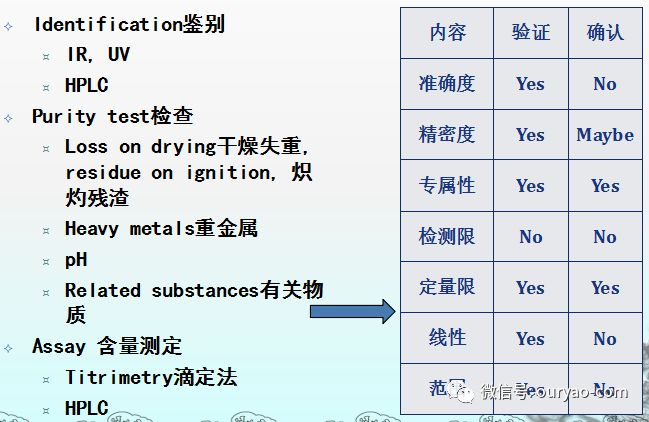 Identification鉴别
IR, UV
HPLC
Purity test检查
Loss on drying干燥失重,
residue on ignition, 炽
灼残渣
Heavy metals重金属
pH
Related substances有关物
质
Assay 含量测定
Titrimetry滴定法
HPLC
内容 验证 确认
准确度 Yes No
精密度 Yes Maybe
专属性 Yes Yes
检测限 No No
定量限 Yes Yes
线性 Yes No
范围 Yes No
微信号: ouryao-com